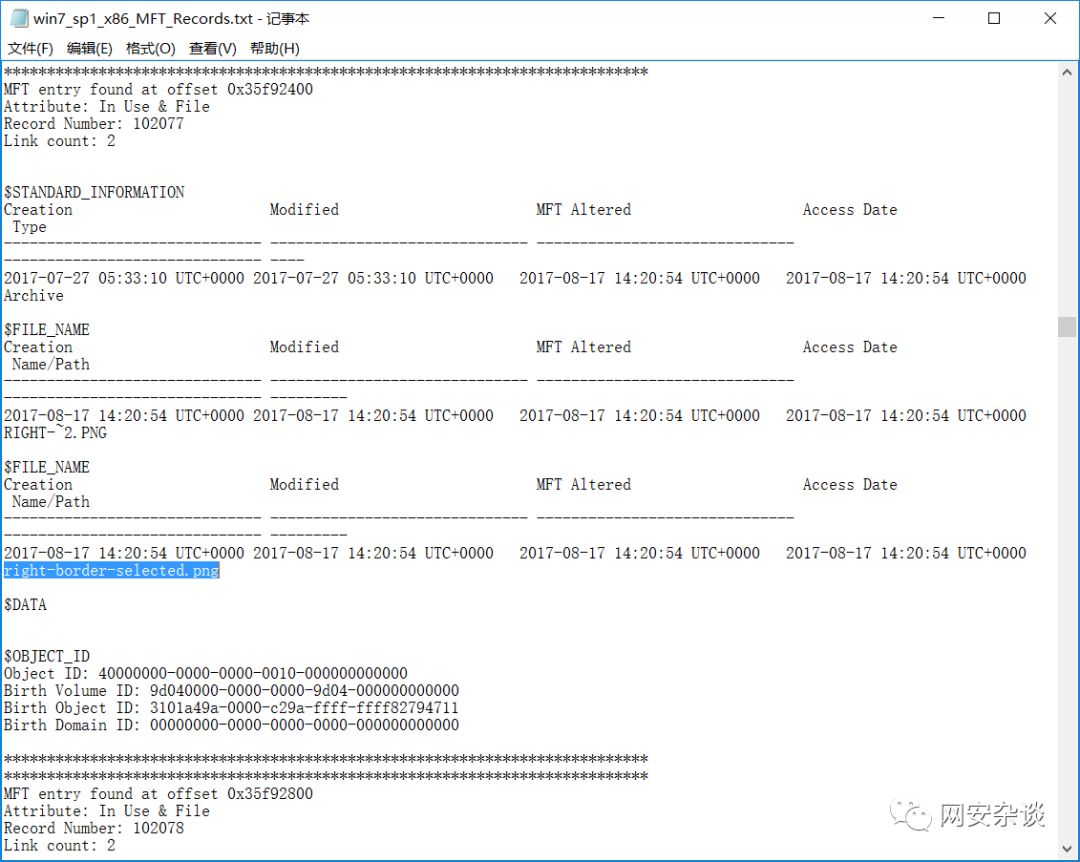 win7_sp1_x86_MFT_Records.txt - 记事本
文件(F) 编辑(E) 格式(O) 查看(V) 帮助(H)
***************************************************************************
MFT entry found at offset 0x35f92400
Attribute: In Use & File
Record Number: 102077
Link count: 2
$STANDARD_INFORMATION
Creation                       Modified                       MFT Altered                    Access Date
 Type
------------------------------ ------------------------------ ------------------------------
------------------------------ ----
2017-07-27 05:33:10 UTC+0000 2017-07-27 05:33:10 UTC+0000   2017-08-17 14:20:54 UTC+0000   2017-08-17 14:20:54 UTC+0000
Archive
$FILE_NAME
Creation                       Modified                       MFT Altered                    Access Date
 Name/Path
------------------------------ ------------------------------ ------------------------------
------------------------------ ---------
2017-08-17 14:20:54 UTC+0000 2017-08-17 14:20:54 UTC+0000   2017-08-17 14:20:54 UTC+0000   2017-08-17 14:20:54 UTC+0000
RIGHT-~2.PNG
$FILE_NAME
Creation                       Modified                       MFT Altered                    Access Date
 Name/Path
------------------------------ ------------------------------ ------------------------------
------------------------------ ---------
2017-08-17 14:20:54 UTC+0000 2017-08-17 14:20:54 UTC+0000   2017-08-17 14:20:54 UTC+0000   2017-08-17 14:20:54 UTC+0000
right-border-selected.png
$DATA
$OBJECT_ID
Object ID: 40000000-0000-0000-0010-000000000000
Birth Volume ID: 9d040000-0000-0000-9d04-000000000000
Birth Object ID: 3101a49a-0000-c29a-ffff-ffff82794711
Birth Domain ID: 00000000-0000-0000-0000-000000000000
***************************************************************************
***************************************************************************
MFT entry found at offset 0x35f92800
Attribute: In Use & File
Record Number: 102078
Link count: 2
网安杂谈